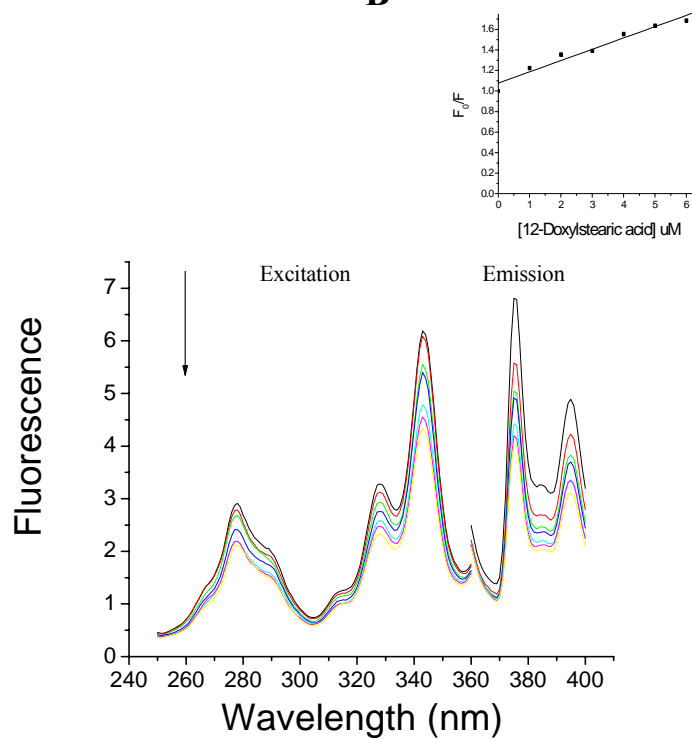 1.6
1.4
1.2
1.0
0.8
0.6
0.4
0.2
0.0
F0/F
0 1 2 3 4 5 6
[12-Doxylstearic acid] uM
Excitation Emission
7
6
5
4
3
2
1
0
Fluorescence
240 260 280 300 320 340 360 380 400
Wavelength (nm)